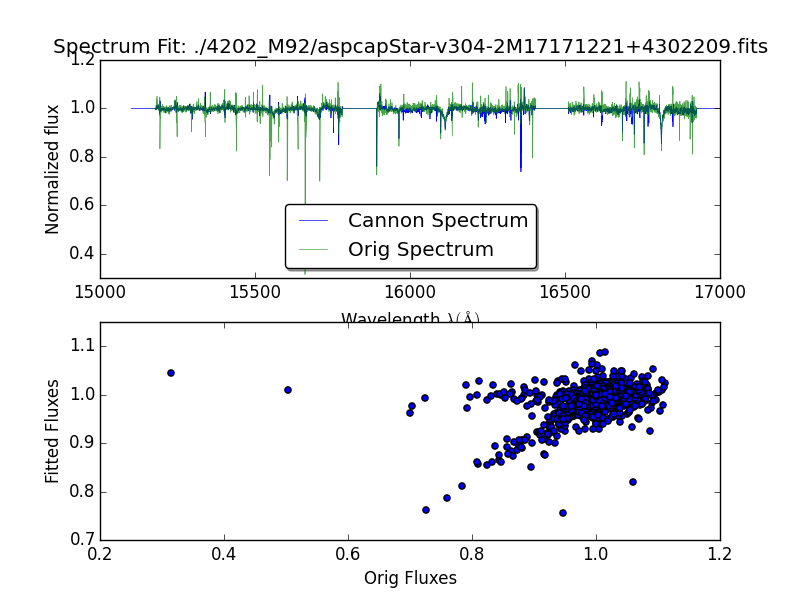 Spectrum Fit: ./4202_M92/aspcapStar-v304-2M17171221+4302209.fits
Normalized flux
1.2
1.0
0.8
0.6
0.4
Cannon Spectrum
Orig Spectrum
15000 15500 16000 16500 17000
Wavelength λ(Å)
Fitted Fluxes
1.1
1.0
0.9
0.8
0.7
0.2 0.4 0.6 0.8 1.0 1.2
Orig Fluxes